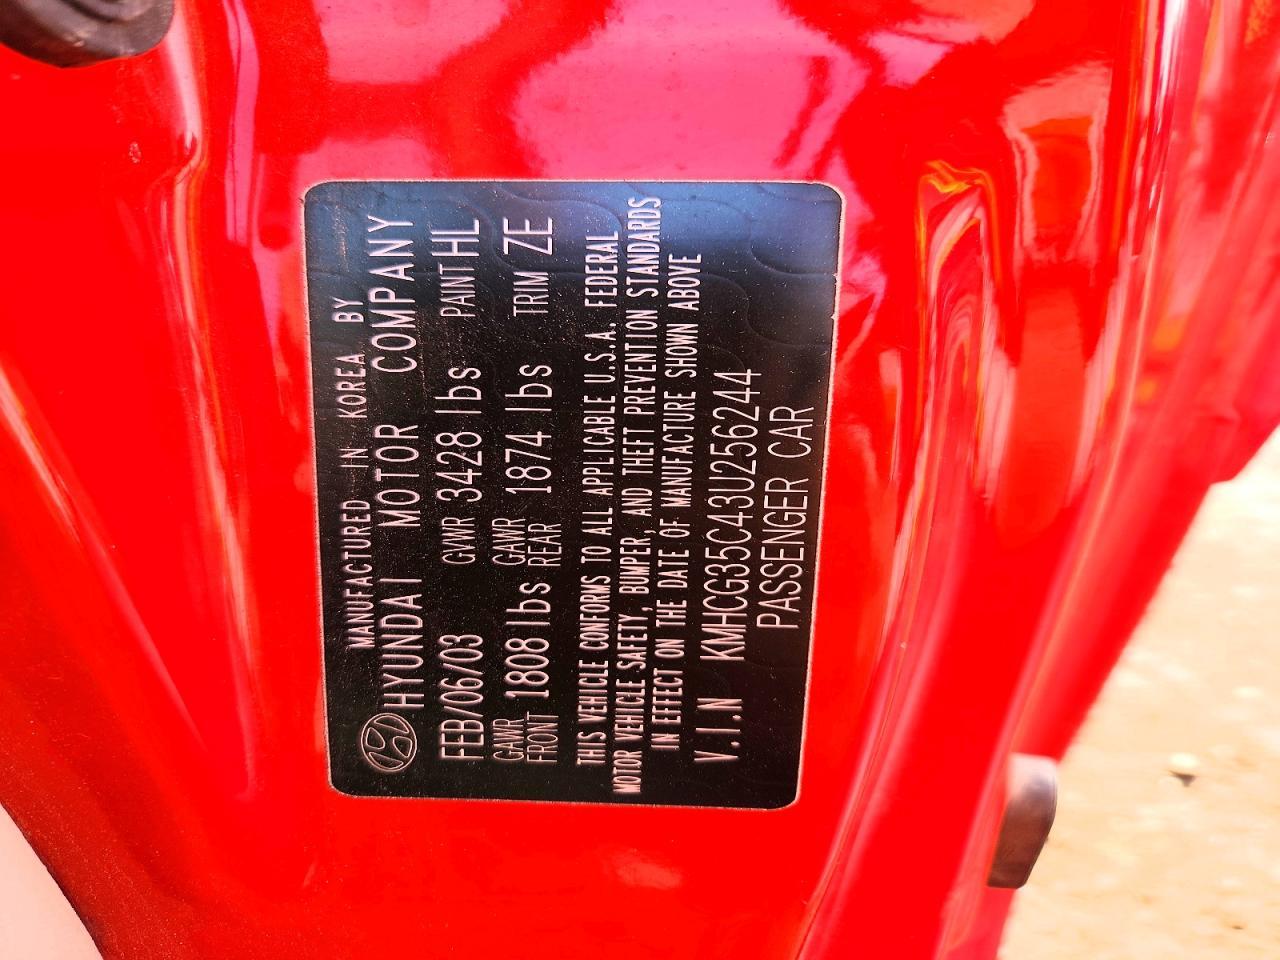 MANUFACTURED IN KOREA BY
HYUNDAI MOTOR COMPANY
FEB/06/03 GVWR 3428 lbs PAINT HL
GAWR FRONT 1808 lbs GAWR REAR 1874 lbs TRIM ZE
THIS VEHICLE CONFORMS TO ALL APPLICABLE U.S.A. FEDERAL
MOTOR VEHICLE SAFETY, BUMPER, AND THEFT PREVENTION STANDARDS
IN EFFECT ON THE DATE OF MANUFACTURE SHOWN ABOVE
V.I.N KMHCG35C43U256244
PASSENGER CAR